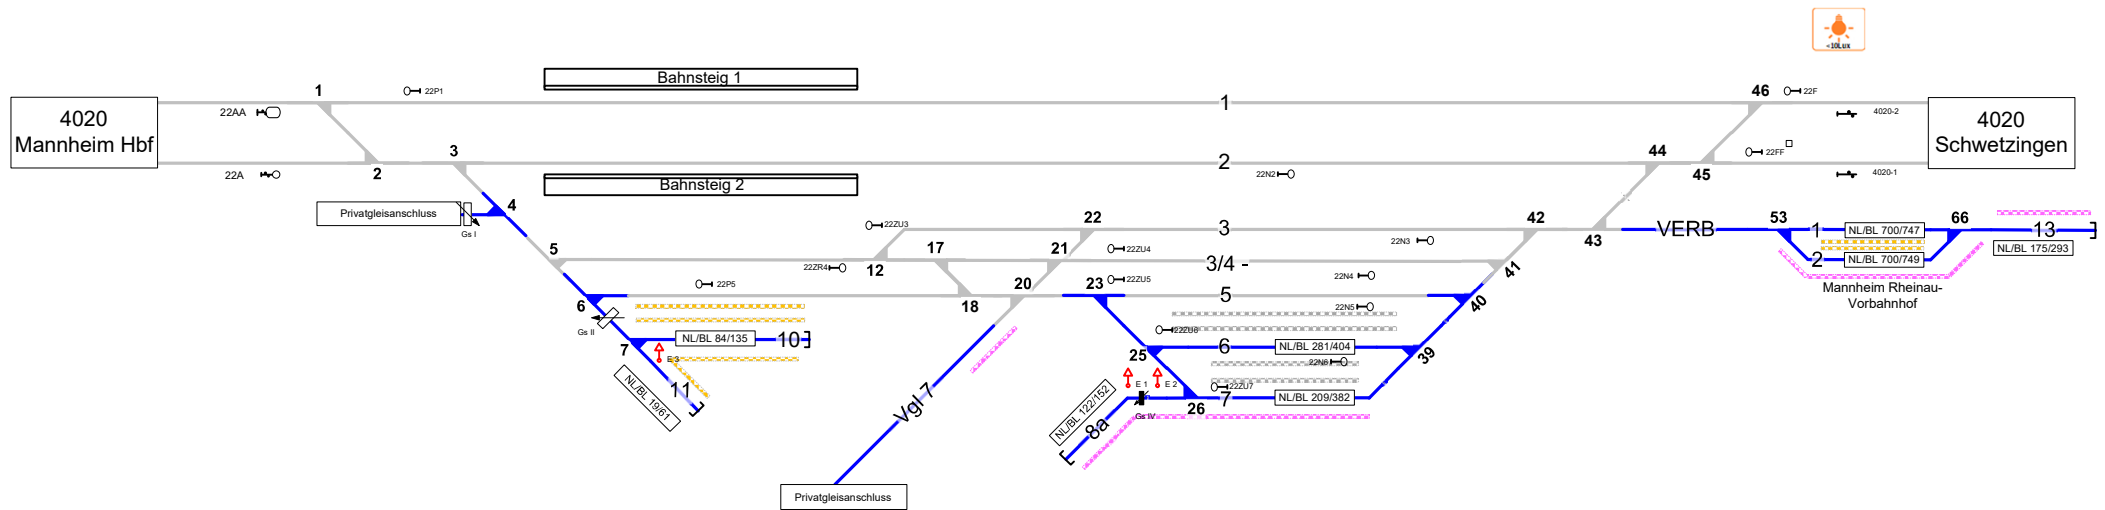 <10Lux
Bahnsteig 1
1
22P1
46
22F
4020
Mannheim Hbf
22AA
1
4020-2
4020
Schwetzingen
3
2
44
22FF
2
22A
Bahnsteig 2
22N2
45
4020-1
Privatgleisanschluss
4
Gs I
22ZU3
22
3
42
VERB
53
1
NL/BL 700/747
66
13
43
22N3
NL/BL 175/293
5
17
21
22ZU4
12
22ZR4
3/4 -
41
2
NL/BL 700/749
Mannheim Rheinau-
Vorbahnhof
6
22P5
18
20
22ZU5
23
5
22N4
22N5
40
Gs II
22ZU6
7
NL/BL 84/135
10
25
6
NL/BL 281/404
39
E 3
22N6
11
NL/BL 19/61
Vgl 7
E 1
E 2
22ZU7
26
7
NL/BL 209/382
Gs IV
8a
NL/BL 122/152
Privatgleisanschluss